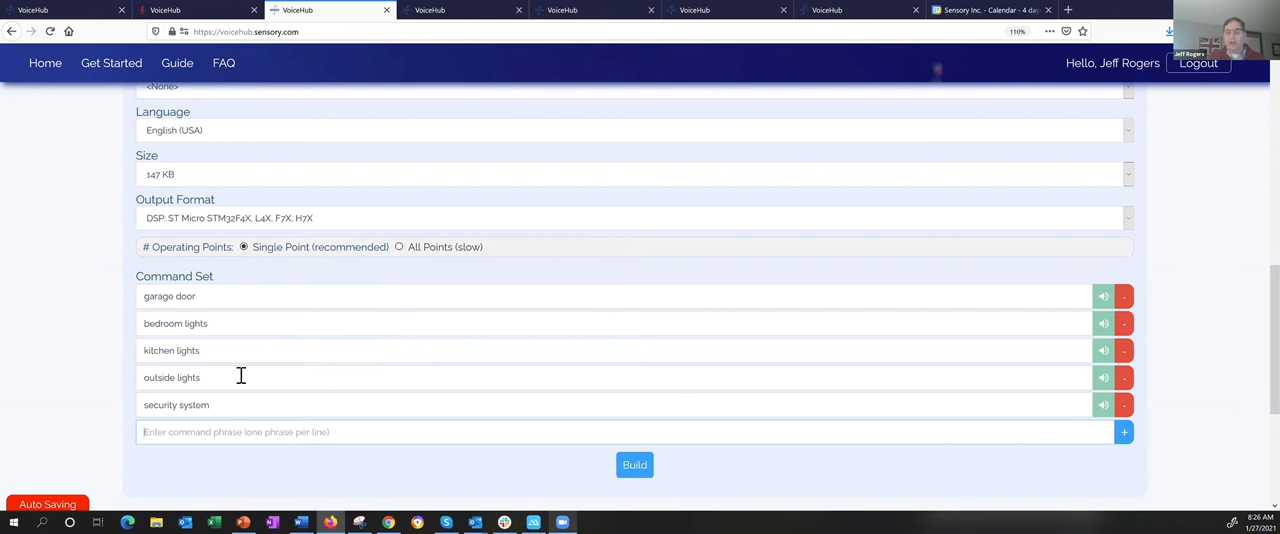 VoiceHub
VoiceHub
VoiceHub
VoiceHub
VoiceHub
VoiceHub
VoiceHub
Sensory Inc. - Calendar - 4 day
https://voicehub.sensory.com
110%
Jeff Rogers
Home
Get Started
Guide
FAQ
Hello, Jeff Rogers
Logout
<None>
Language
English (USA)
Size
147 KB
Output Format
DSP: ST Micro STM32F4X, L4X, F7X, H7X
# Operating Points: Single Point (recommended) All Points (slow)
Command Set
garage door
bedroom lights
kitchen lights
outside lights
security system
Enter command phrase (one phrase per line)
Build
Auto Saving
8:26 AM
1/27/2021